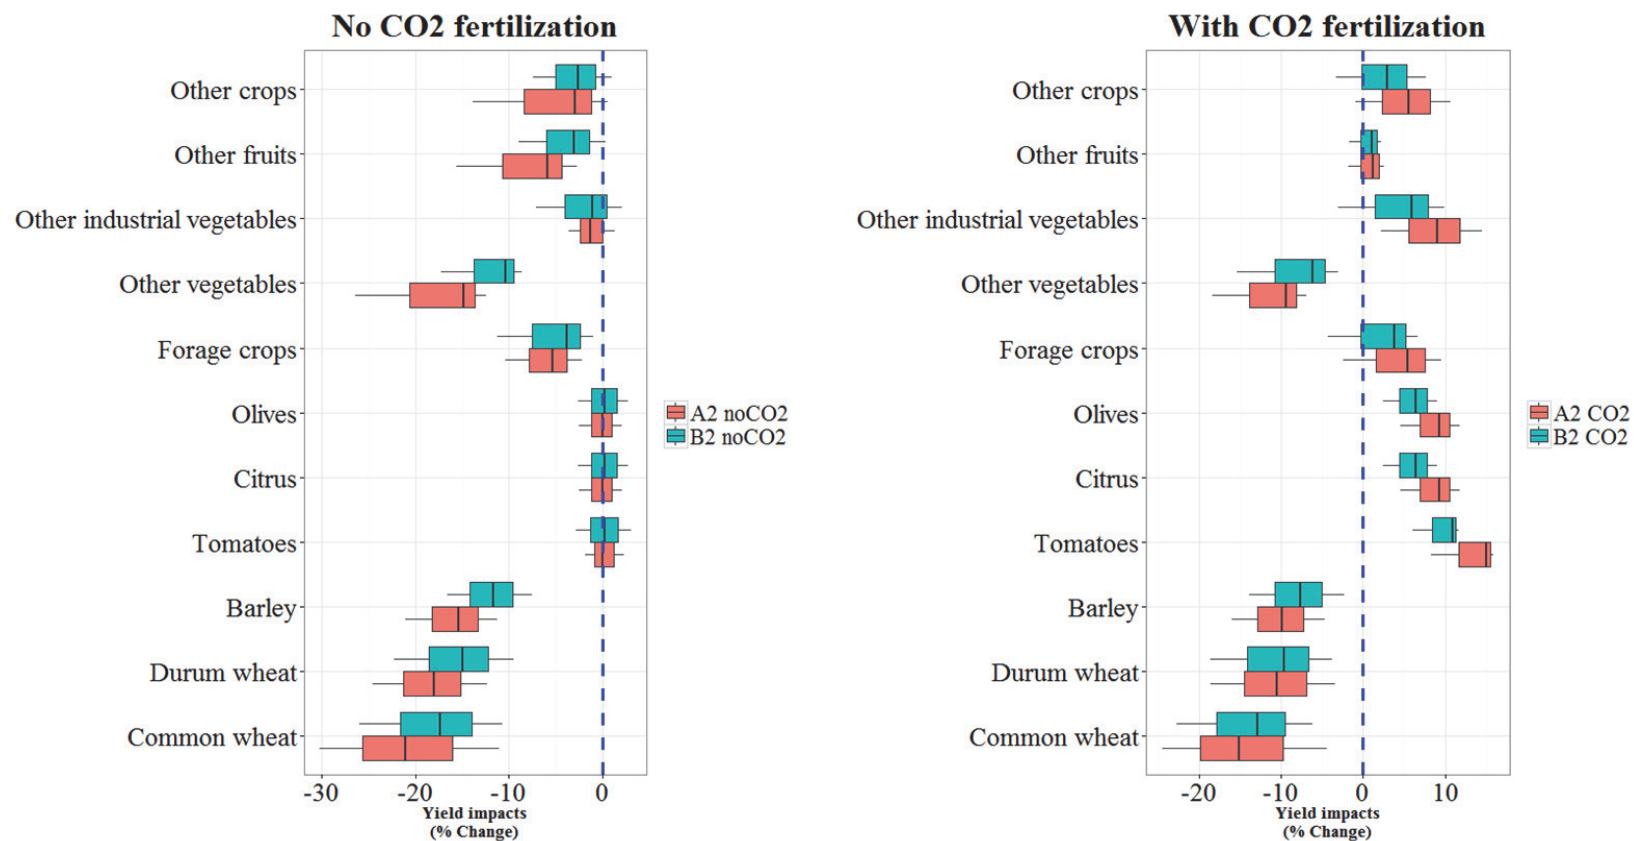 No CO2 fertilization
Other crops
Other fruits
Other industrial vegetables
Other vegetables
Forage crops
Olives
Citrus
Tomatoes
Barley
Durum wheat
Common wheat
-30 -20 -10 0
Yield impacts
(% Change)
A2 noCO2
B2 noCO2
With CO2 fertilization
Other crops
Other fruits
Other industrial vegetables
Other vegetables
Forage crops
Olives
Citrus
Tomatoes
Barley
Durum wheat
Common wheat
-20 -10 0 10
Yield impacts
(% Change)
A2 CO2
B2 CO2